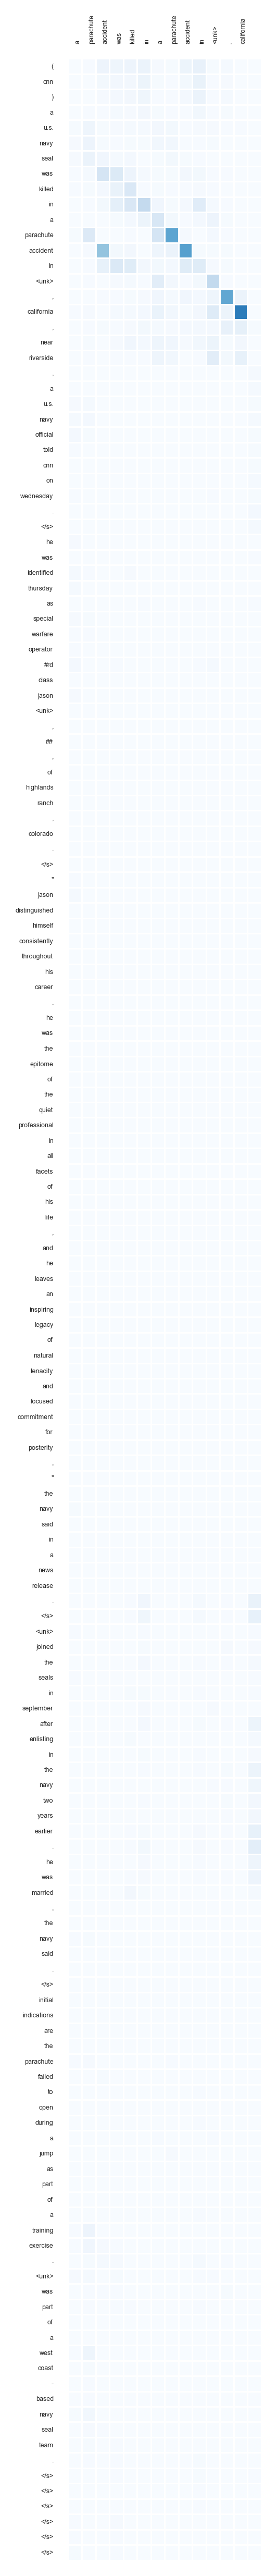 a
parachute
accident
was
killed
in
a
parachute
accident
in
<unk>
,
california
(
cnn
)
a
u.s.
navy
seal
was
killed
in
a
parachute
accident
in
<unk>
,
california
,
near
riverside
,
a
u.s.
navy
official
told
cnn
on
wednesday
.
</s>
he
was
identified
thursday
as
special
warfare
operator
#rd
class
jason
<unk>
,
##
,
of
highlands
ranch
,
colorado
.
</s>
"
jason
distinguished
himself
consistently
throughout
his
career
.
he
was
the
epitome
of
the
quiet
professional
in
all
facets
of
his
life
,
and
he
leaves
an
inspiring
legacy
of
natural
tenacity
and
focused
commitment
for
posterity
,
"
the
navy
said
in
a
news
release
.
</s>
<unk>
joined
the
seals
in
september
after
enlisting
in
the
navy
two
years
earlier
.
he
was
married
,
the
navy
said
.
</s>
initial
indications
are
the
parachute
failed
to
open
during
a
jump
as
part
of
a
training
exercise
.
<unk>
was
part
of
a
west
coast
-
based
navy
seal
team
.
</s>
</s>
</s>
</s>
</s>
</s>